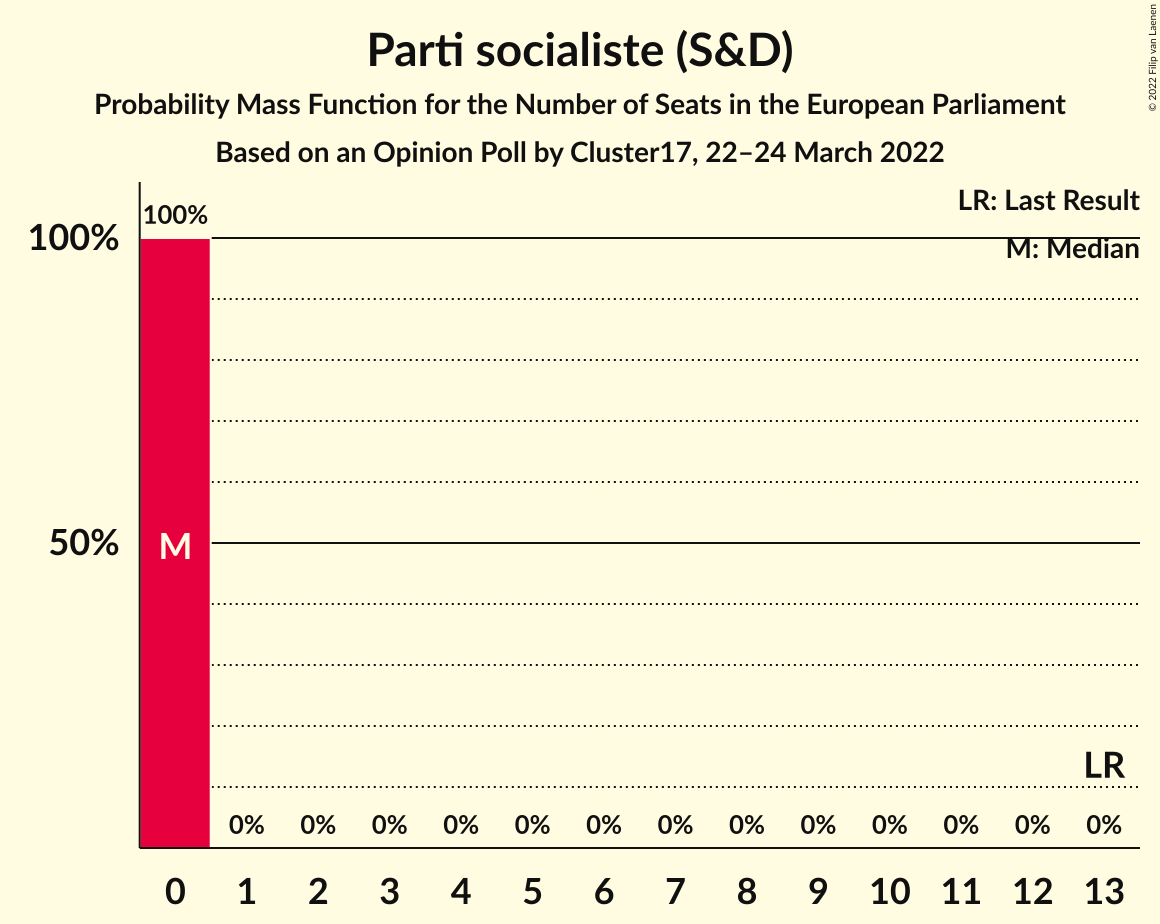 Parti socialiste (S&D)
Probability Mass Function for the Number of Seats in the European Parliament
Based on an Opinion Poll by Cluster17, 22–24 March 2022
© 2022 Filip van Laenen
LR: Last Result
M: Median
100%
100%
50%
M
LR
0% 0% 0% 0% 0% 0% 0% 0% 0% 0% 0% 0% 0%
0 1 2 3 4 5 6 7 8 9 10 11 12 13